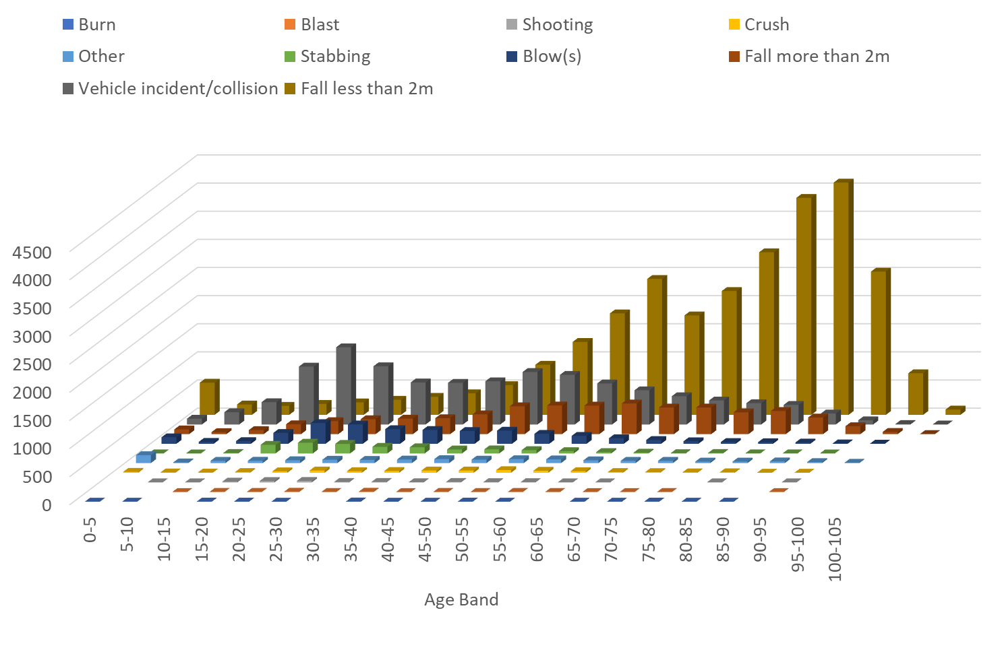 Burn Blast Shooting Crush
Other Stabbing Blow(s) Fall more than 2m
Vehicle incident/collision Fall less than 2m
4500
4000
3500
3000
2500
2000
1500
1000
500
0
0-5 5-10 10-15 15-20 20-25 25-30 30-35 35-40 40-45 45-50 50-55 55-60 60-65 65-70 70-75 75-80 80-85 85-90 90-95 95-100 100-105
Age Band